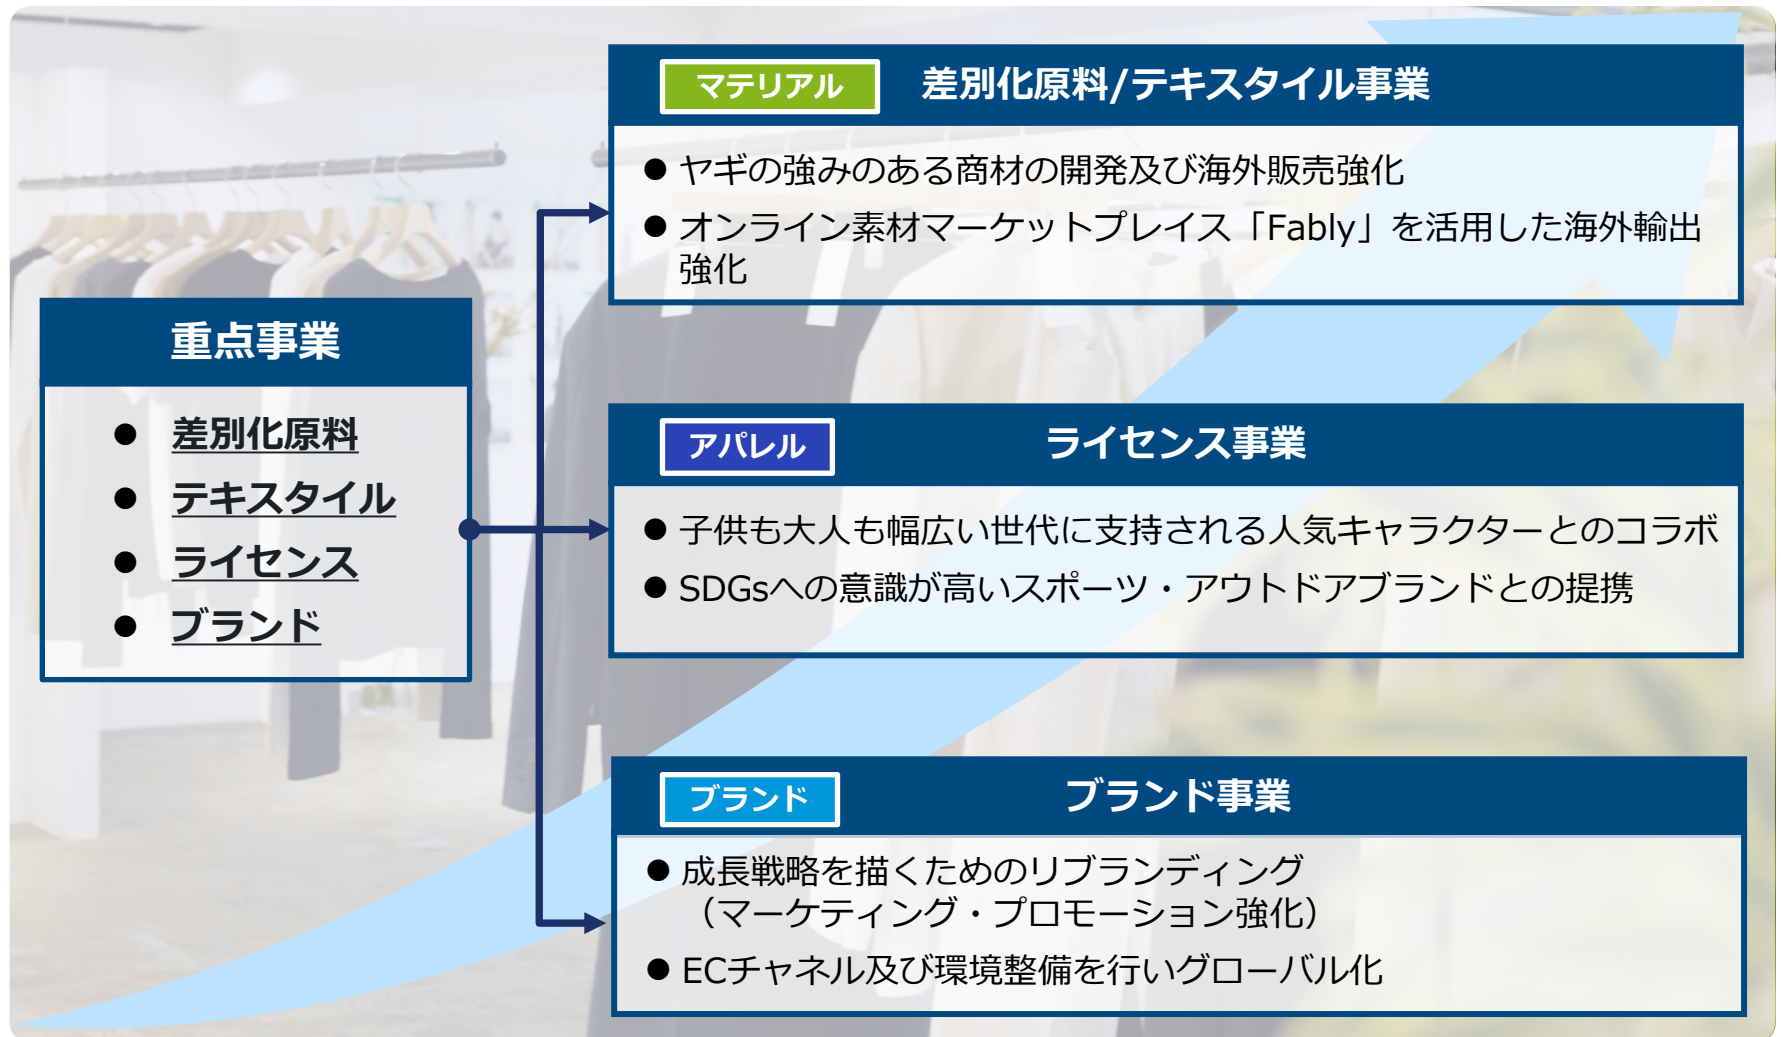 重点事業
● 差別化原料
● テキスタイル
● ライセンス
● ブランド
マテリアル 差別化原料/テキスタイル事業
● ヤギの強みのある商材の開発及び海外販売強化
● オンライン素材マーケットプレイス「Fably」を活用した海外輸出
強化
アパレル ライセンス事業
● 子供も大人も幅広い世代に支持される人気キャラクターとのコラボ
● SDGsへの意識が高いスポーツ・アウトドアブランドとの提携
ブランド ブランド事業
● 成長戦略を描くためのリブランディング
（マーケティング・プロモーション強化）
● ECチャネル及び環境整備を行いグローバル化